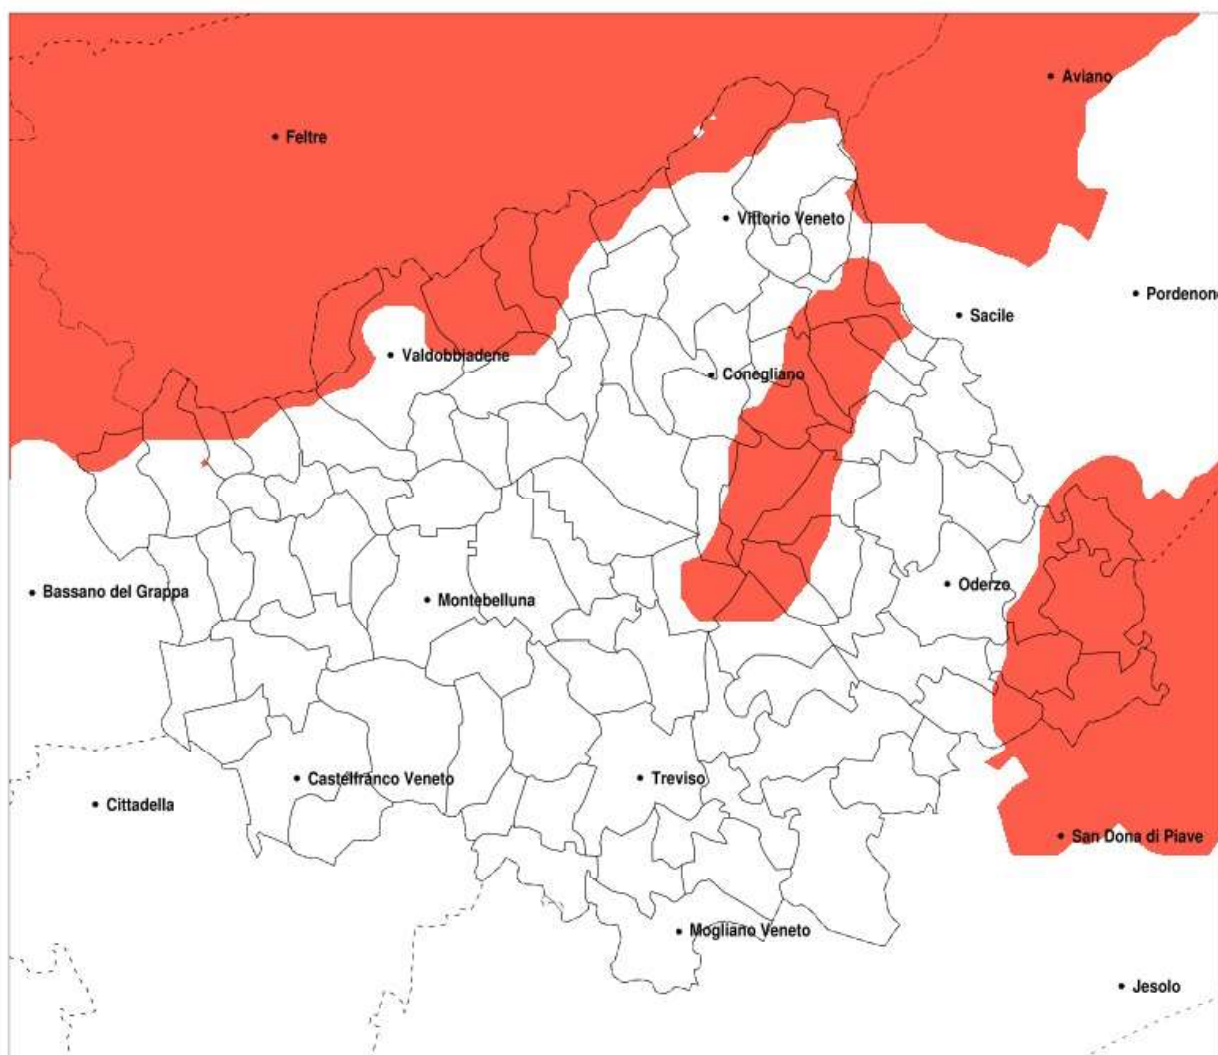 Aviano
Feltre
Vittorio Veneto
Pordenone
Sacile
Valdobbiadene
Conegliano
Oderzo
Bassano del Grappa
Montebelluna
Castelfranco Veneto
Treviso
Cittadella
San Dona di Piave
Mogliano Veneto
Jesolo